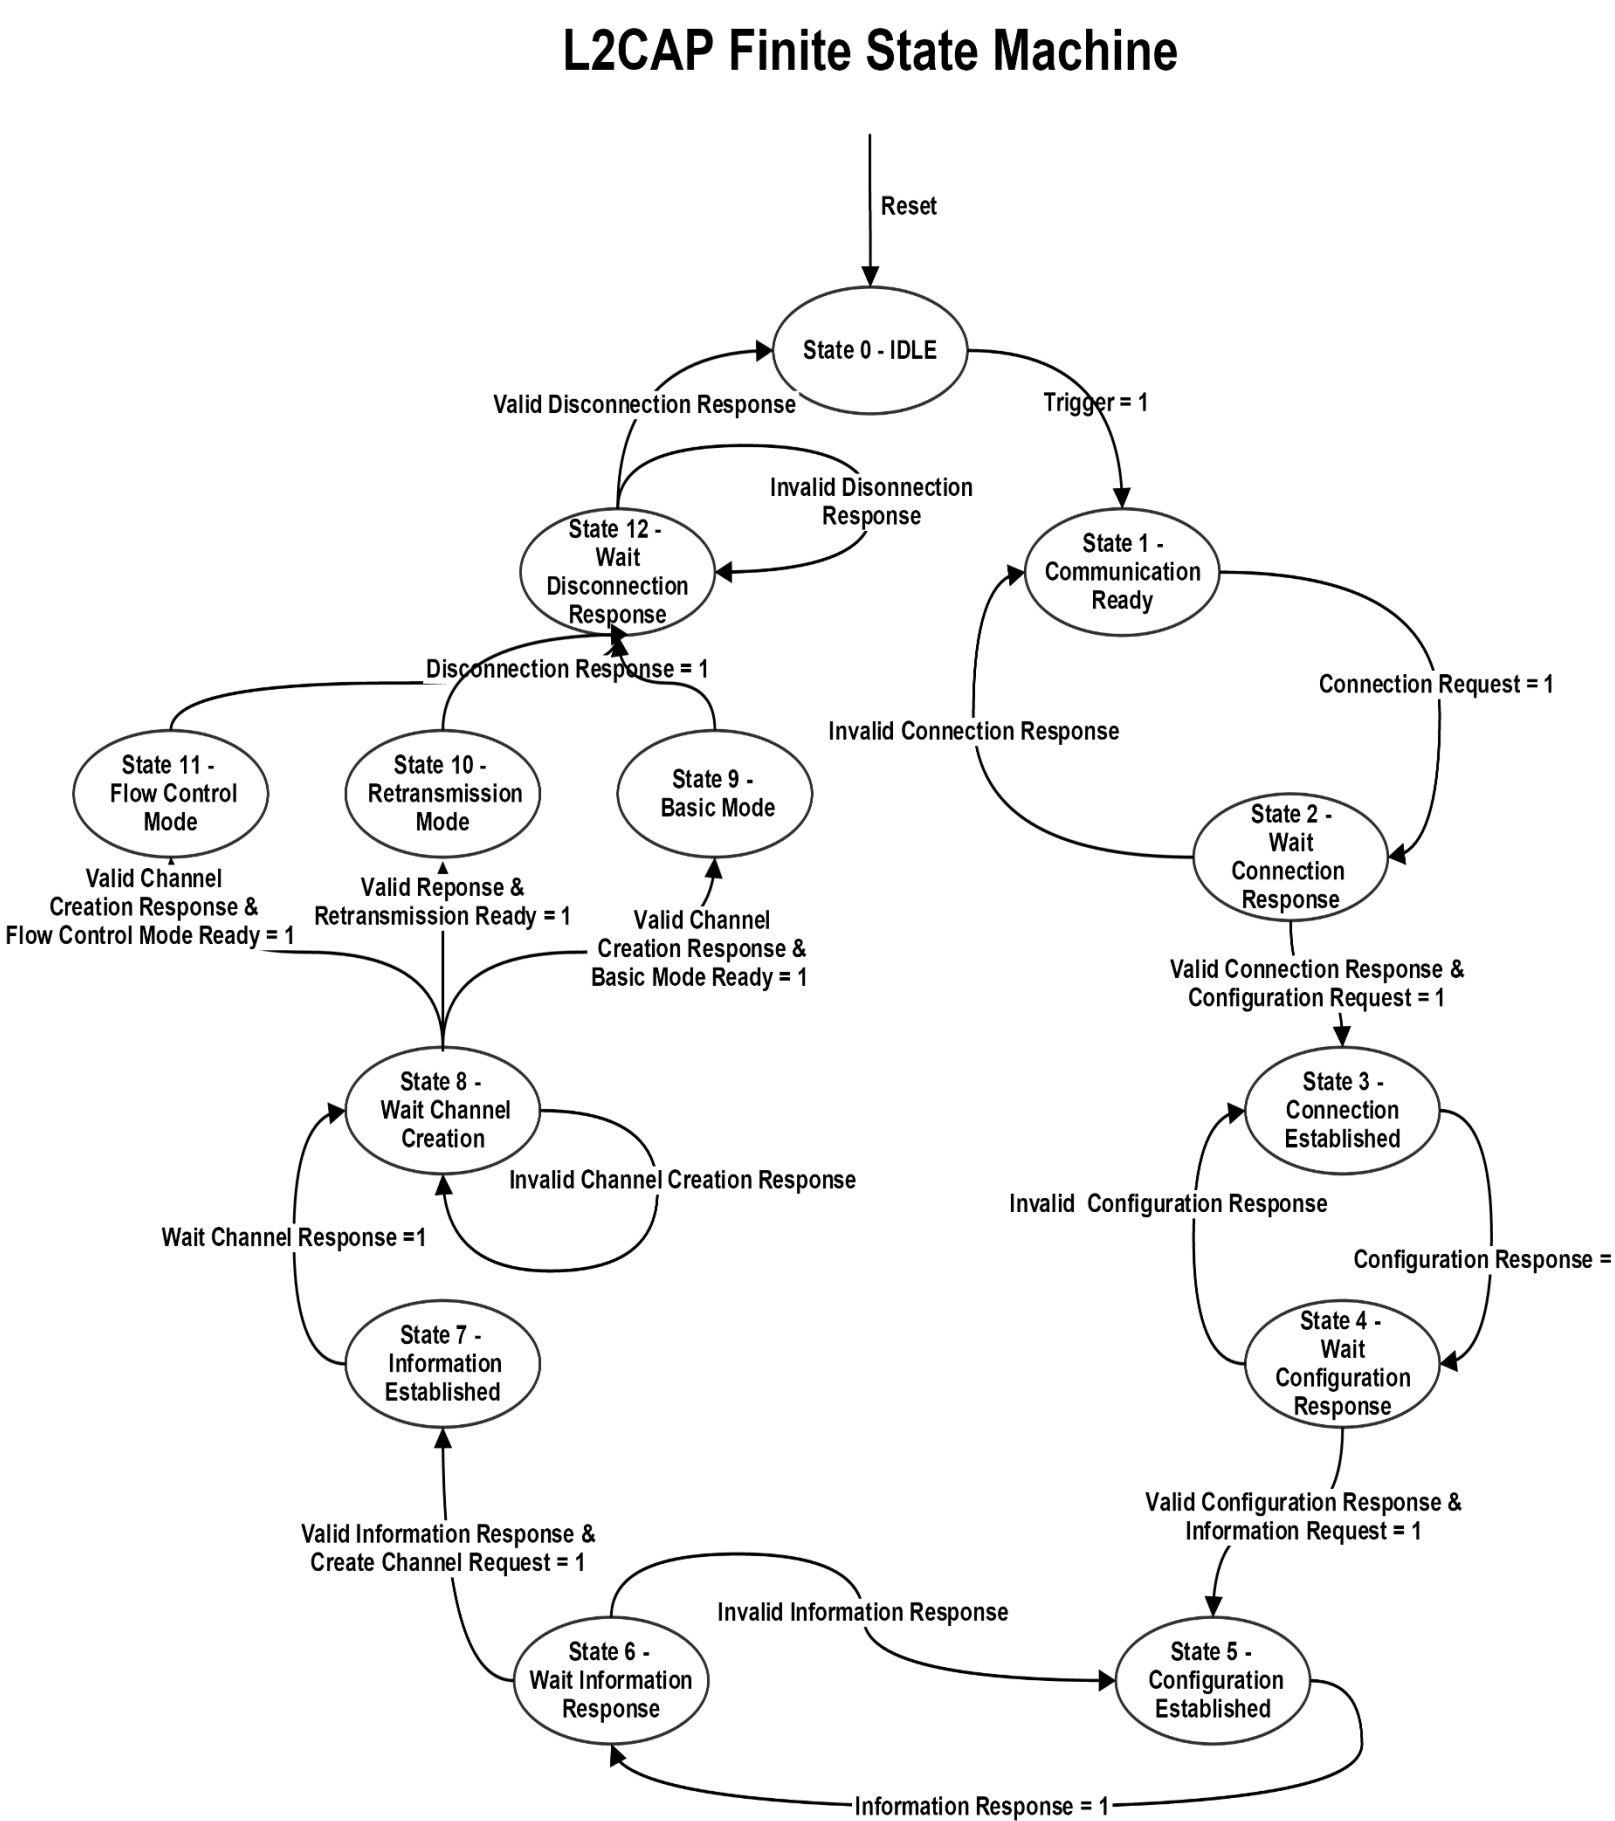 L2CAP Finite State Machine
Reset
State 0 - IDLE
Valid Disconnection Response
Trigger = 1
Invalid Disonnection
Response
State 12 -
Wait
Disconnection
Response
State 1 -
Communication
Ready
Disconnection Response = 1
Connection Request = 1
Invalid Connection Response
State 11 -
Flow Control
Mode
State 10 -
Retransmission
Mode
State 9 -
Basic Mode
State 2 -
Wait
Connection
Response
Valid Channel
Creation Response &
Flow Control Mode Ready = 1
Valid Reponse &
Retransmission Ready = 1
Valid Channel
Creation Response &
Basic Mode Ready = 1
Valid Connection Response &
Configuration Request = 1
State 8 -
Wait Channel
Creation
State 3 -
Connection
Established
Invalid Channel Creation Response
Invalid  Configuration Response
Wait Channel Response =1
Configuration Response =
State 7 -
Information
Established
State 4 -
Wait
Configuration
Response
Valid Configuration Response &
Information Request = 1
Valid Information Response &
Create Channel Request = 1
Invalid Information Response
State 6 -
Wait Information
Response
State 5 -
Configuration
Established
Information Response = 1